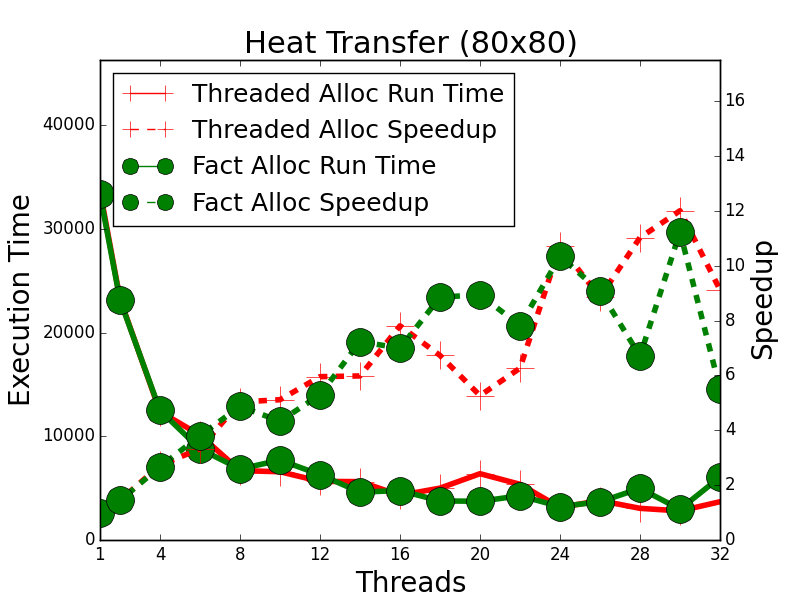 Heat Transfer (80x80)
Threaded Alloc Run Time
Threaded Alloc Speedup
Fact Alloc Run Time
Fact Alloc Speedup
Execution Time
40000
30000
20000
10000
0
16
14
12
10
8
6
4
2
0
Speedup
1 4 8 12 16 20 24 28 32
Threads